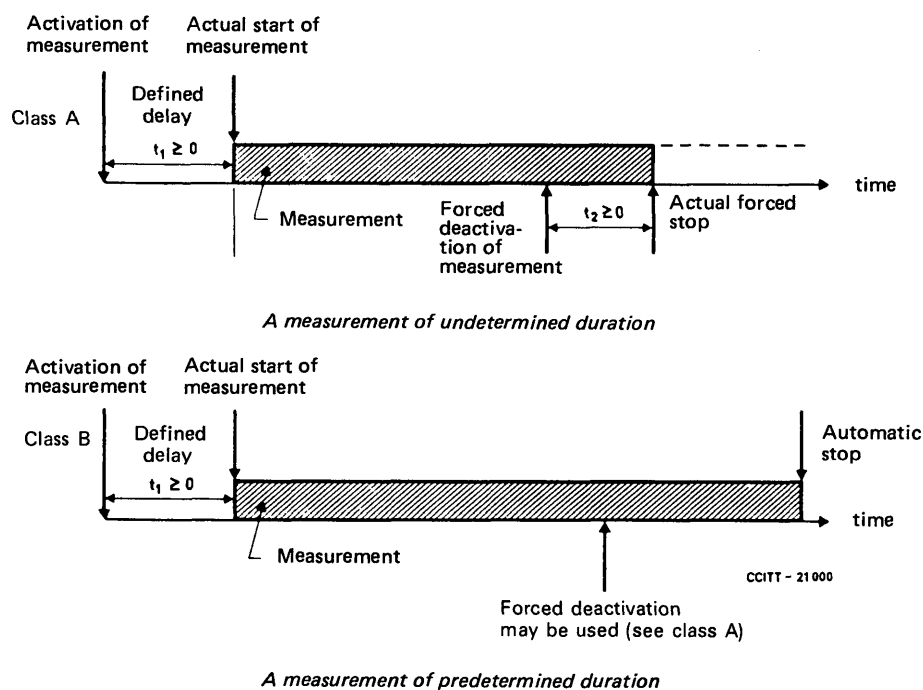 Activation of
measurement
Actual start of
measurement
Class A
Defined
delay
t₁ ≥ 0
time
Measurement
Forced
deactiva-
tion of
measurement
t₂ ≥ 0
Actual forced
stop
A measurement of undetermined duration
Activation of
measurement
Actual start of
measurement
Class B
Defined
delay
t₁ ≥ 0
Automatic
stop
time
Measurement
CCITT - 21 000
Forced deactivation
may be used (see class A)
A measurement of predetermined duration